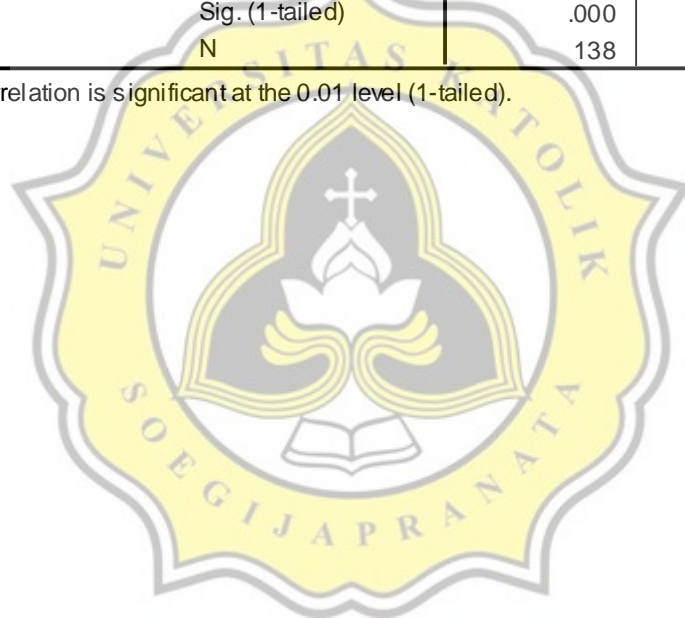 Sig. (1-tailed) .000
N 138
relation is significant at the 0.01 level (1-tailed).
UNIVERSITAS KATOLIK
SOEGIJAPRANATA